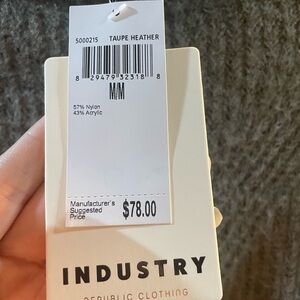 5000215 TAUPE HEATHER
8 29479 32318 8
M/M
57% Nylon
43% Acrylic
Manufacturer's
Suggested
Price
$78.00
INDUSTRY
REPUBLIC CLOTHING